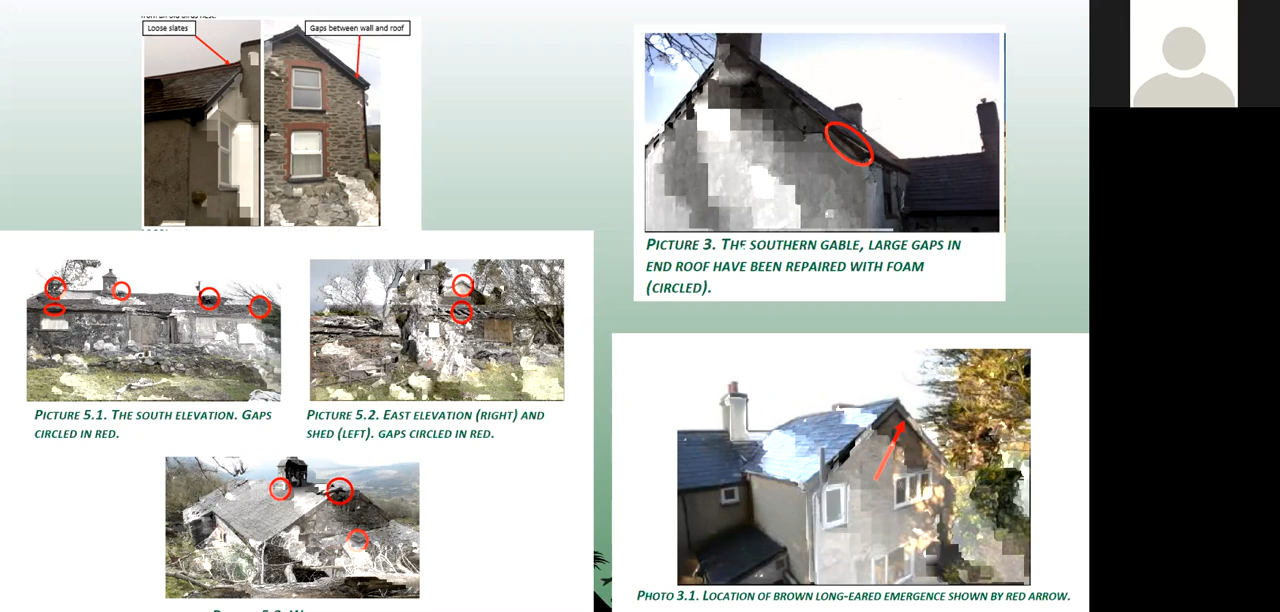 Loose slates
Gaps between wall and roof
PICTURE 3. THE SOUTHERN GABLE, LARGE GAPS IN
END ROOF HAVE BEEN REPAIRED WITH FOAM
(CIRCLED).
PICTURE 5.1. THE SOUTH ELEVATION. GAPS
CIRCLED IN RED.
PICTURE 5.2. EAST ELEVATION (RIGHT) AND
SHED (LEFT). GAPS CIRCLED IN RED.
PHOTO 3.1. LOCATION OF BROWN LONG-EARED EMERGENCE SHOWN BY RED ARROW.